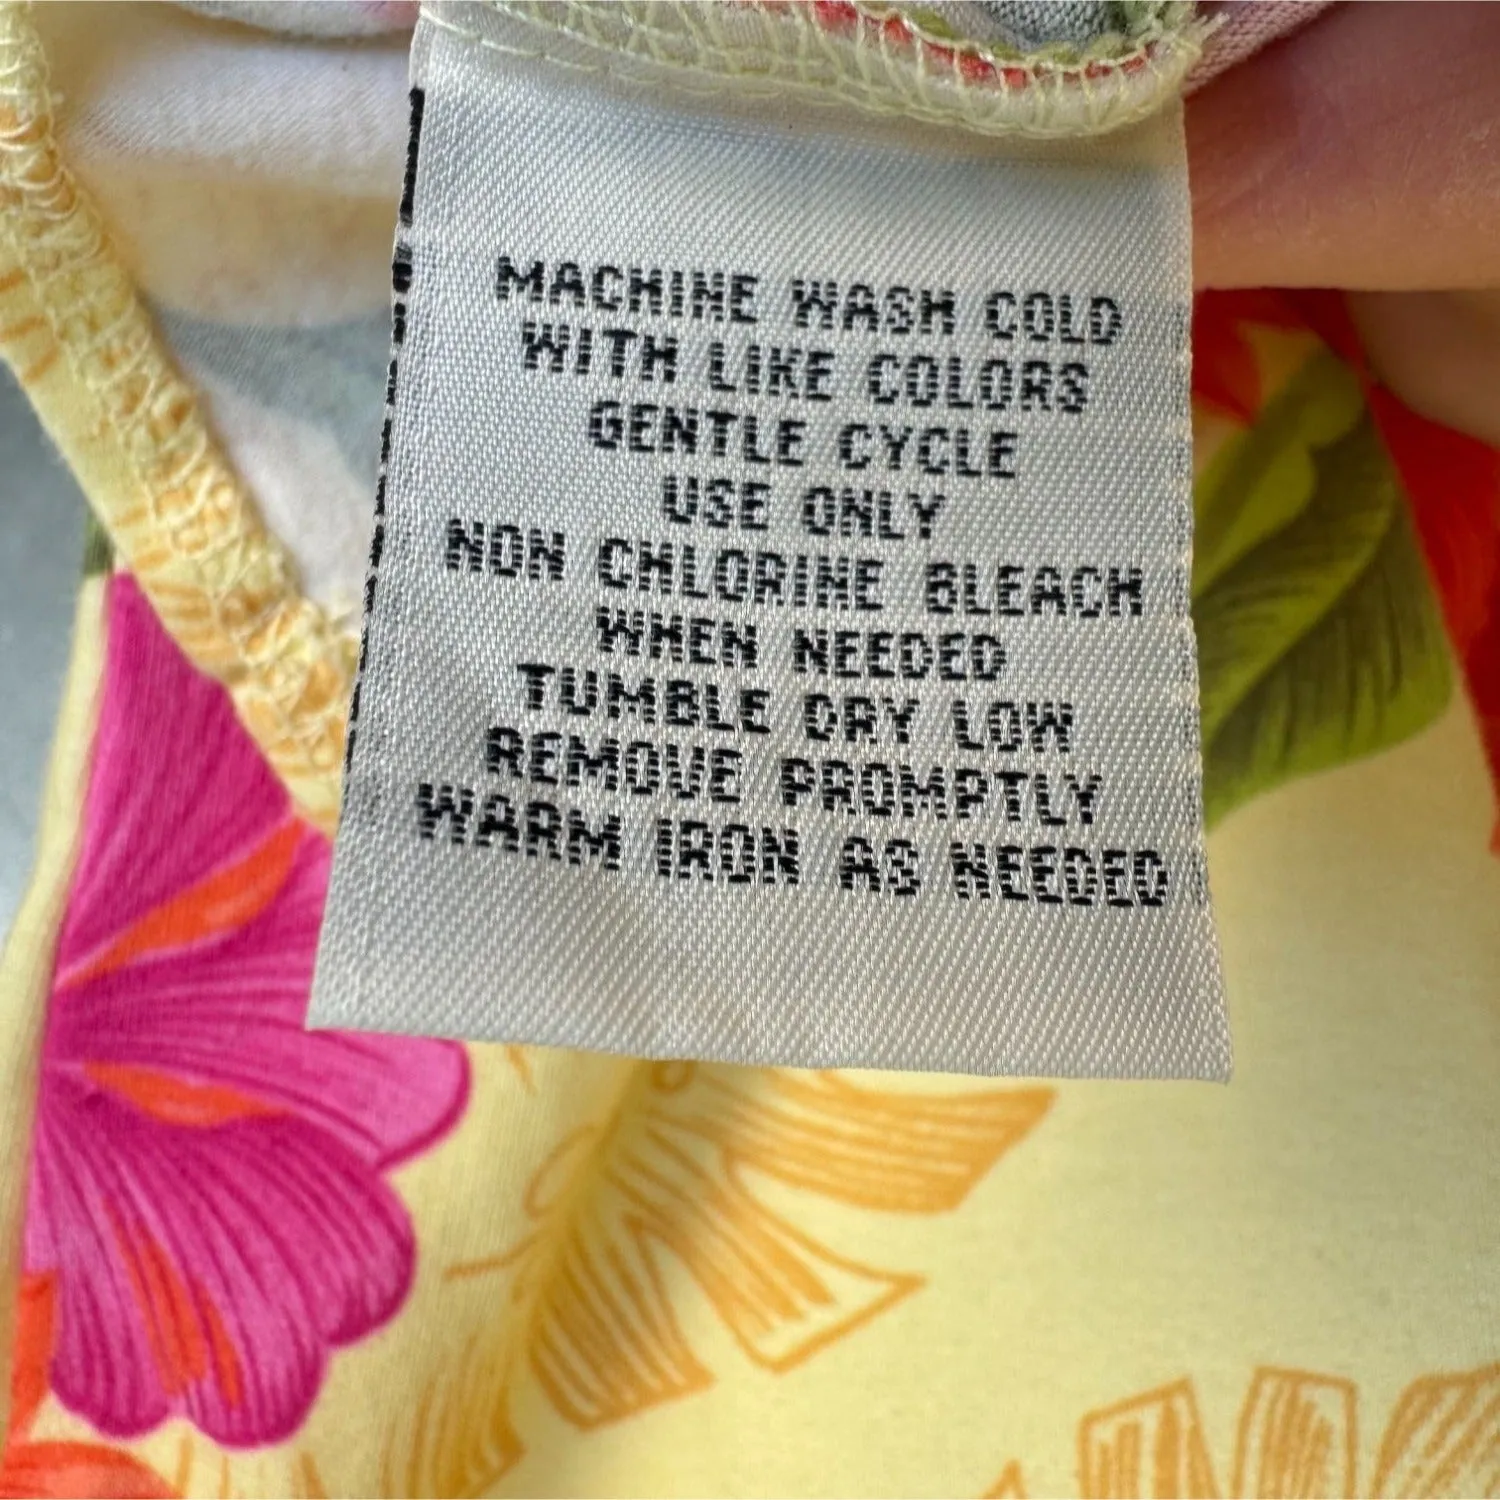 MACHINE WASH COLD
WITH LIKE COLORS
GENTLE CYCLE
USE ONLY
NON CHLORINE BLEACH
WHEN NEEDED
TUMBLE DRY LOW
REMOVE PROMPTLY
WARM IRON AS NEEDED